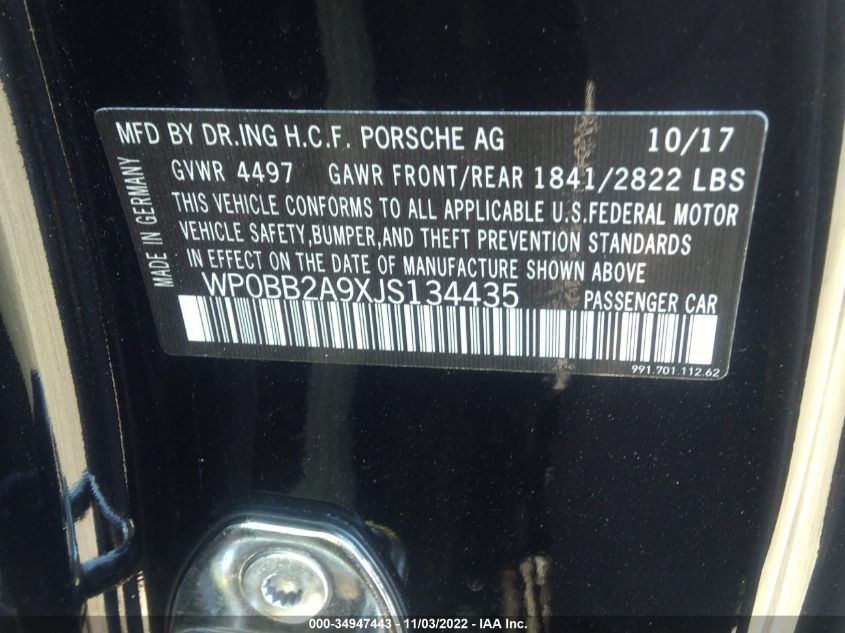 MFD BY DR.ING H.C.F. PORSCHE AG 10/17
GVWR 4497 GAWR FRONT/REAR 1841/2822 LBS
THIS VEHICLE CONFORMS TO ALL APPLICABLE U.S.FEDERAL MOTOR
VEHICLE SAFETY,BUMPER,AND THEFT PREVENTION STANDARDS
IN EFFECT ON THE DATE OF MANUFACTURE SHOWN ABOVE
WP0BB2A9XJS134435 PASSENGER CAR
991.701.112.62
MADE IN GERMANY
000-34947443 - 11/03/2022 - IAA Inc.